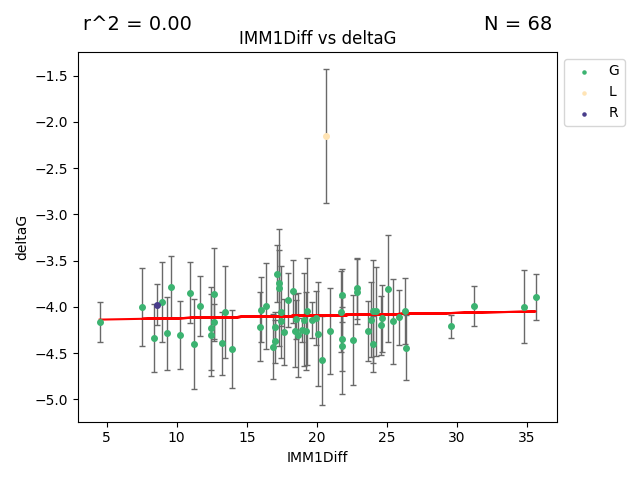 r^2 = 0.00
N = 68
IMM1Diff vs deltaG
G
L
R
−1.5
−2.0
−2.5
−3.0
−3.5
−4.0
−4.5
−5.0
deltaG
5 10 15 20 25 30 35
IMM1Diff